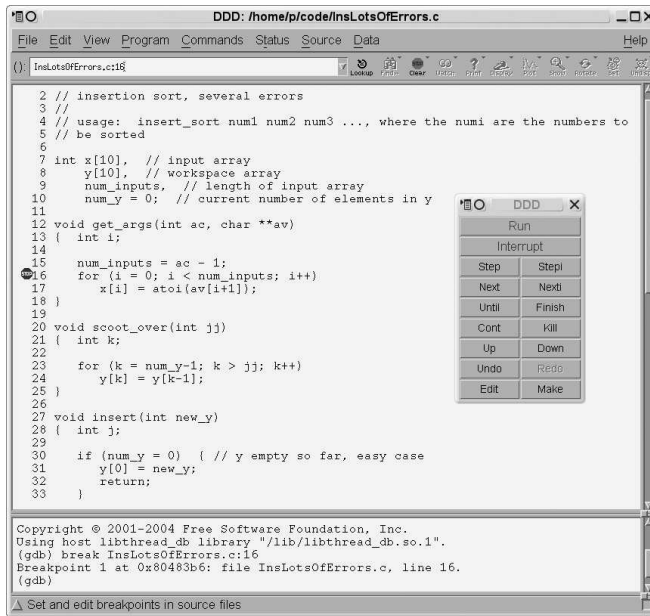 DDD: /home/p/code/InsLotsOfErrors.c
File Edit View Program Commands Status Source Data Help
(): InsLotsOfErrors.c:16
Lookup Clear Watch Print Display Plot Rotate Set
2 // insertion sort, several errors
3 //
4 // usage:  insert_sort num1 num2 num3 ..., where the numi are the numbers to
5 // be sorted
6
7 int x[10],  // input array
8     y[10],  // workspace array
9     num_inputs,  // length of input array
10     num_y = 0;  // current number of elements in y
11
12 void get_args(int ac, char **av)
13 {  int i;
14
15    num_inputs = ac - 1;
STOP 16    for (i = 0; i < num_inputs; i++)
17       x[i] = atoi(av[i+1]);
18 }
19
20 void scoot_over(int jj)
21 {  int k;
22
23    for (k = num_y-1; k > jj; k++)
24       y[k] = y[k-1];
25 }
26
27 void insert(int new_y)
28 {  int j;
29
30    if (num_y = 0)  { // y empty so far, easy case
31       y[0] = new_y;
32       return;
33    }
DDD
Run
Interrupt
Step Stepi
Next Nexti
Until Finish
Cont Kill
Up Down
Undo Redo
Edit Make
Copyright © 2001-2004 Free Software Foundation, Inc.
Using host libthread_db library "/lib/libthread_db.so.1".
(gdb) break InsLotsOfErrors.c:16
Breakpoint 1 at 0x80483b6: file InsLotsOfErrors.c, line 16.
(gdb)
Set and edit breakpoints in source files